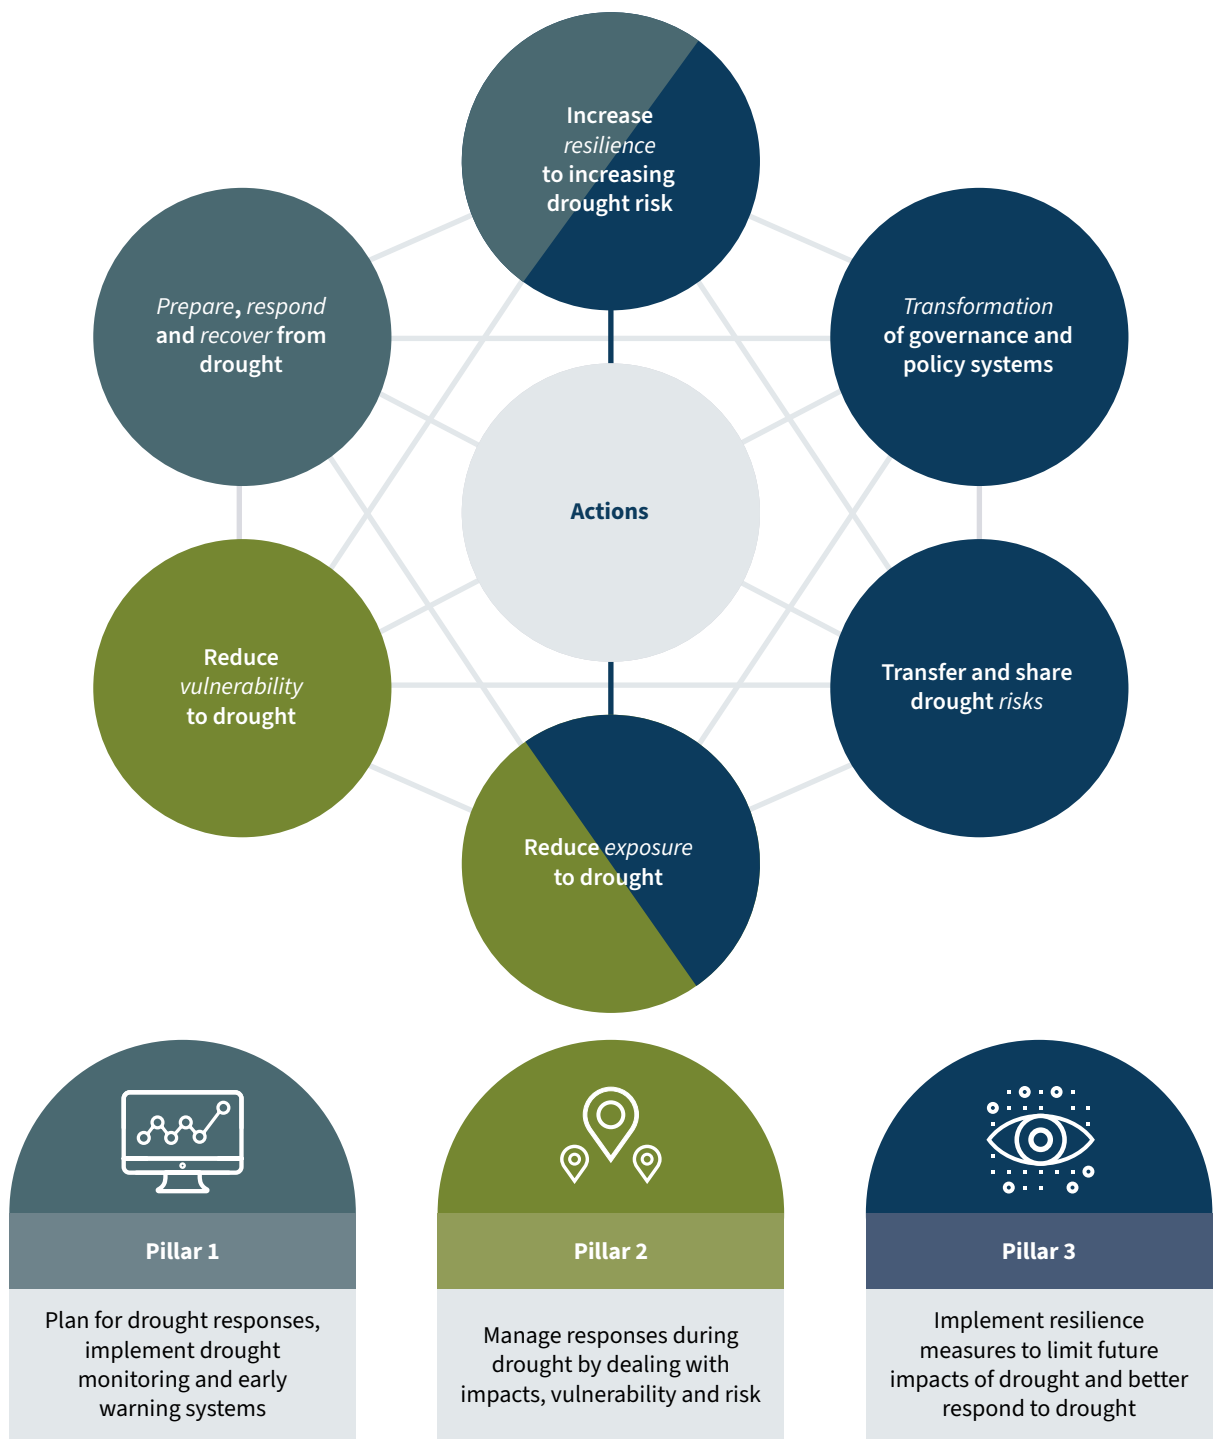 Increase
resilience
to increasing
drought risk
Prepare, respond
and recover from
drought
Transformation
of governance and
policy systems
Actions
Reduce
vulnerability
to drought
Transfer and share
drought risks
Reduce exposure
to drought
Pillar 1
Plan for drought responses,
implement drought
monitoring and early
warning systems
Pillar 2
Manage responses during
drought by dealing with
impacts, vulnerability and risk
Pillar 3
Implement resilience
measures to limit future
impacts of drought and better
respond to drought